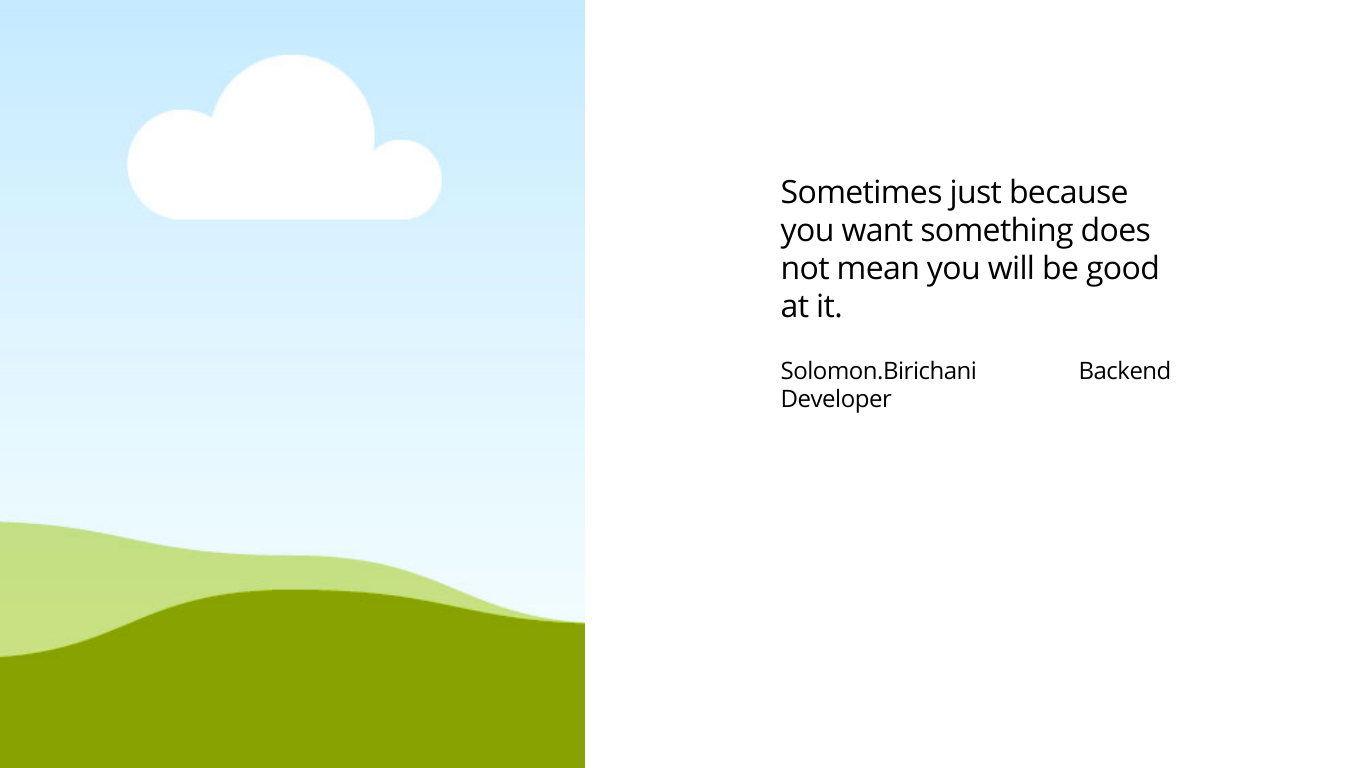 Sometimes just because
you want something does
not mean you will be good
at it.
Solomon.Birichani Backend
Developer